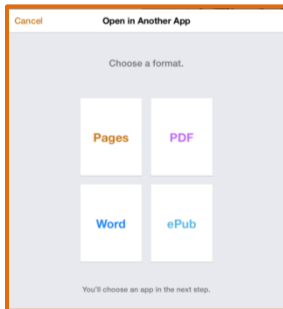 Cancel Open in Another App
Choose a format.
Pages PDF
Word ePub
You'll choose an app in the next step.